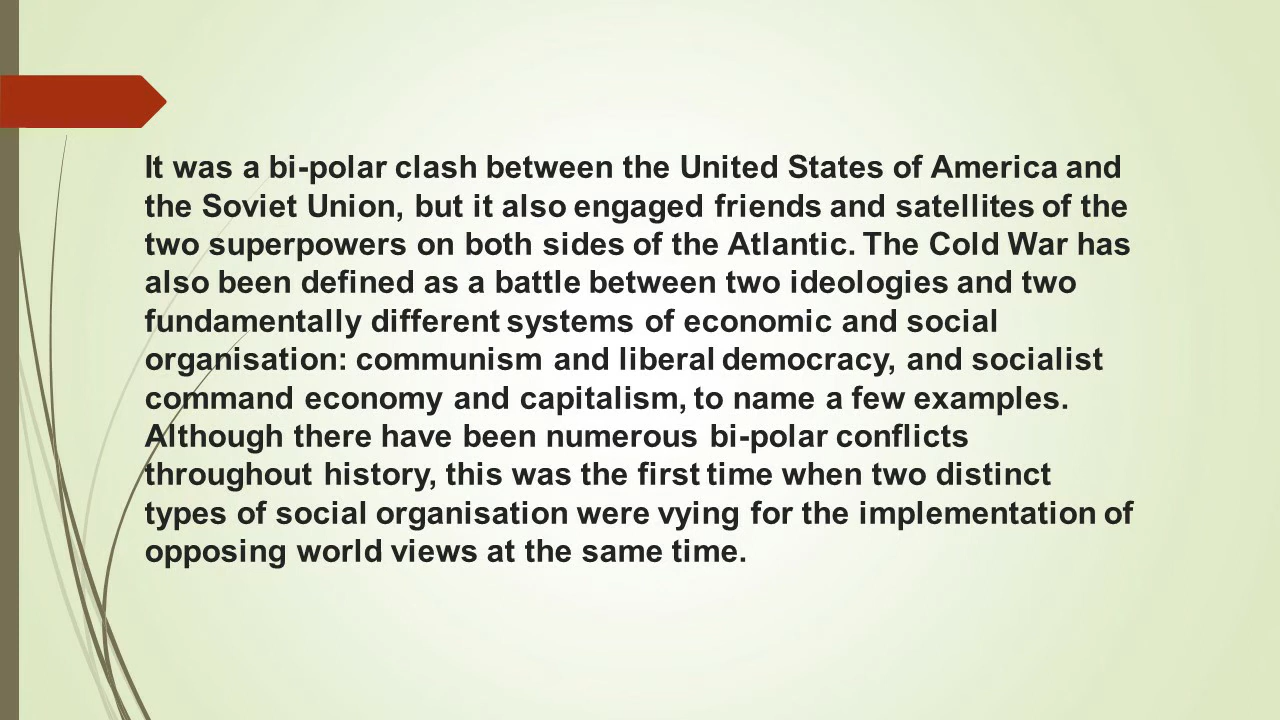 It was a bi-polar clash between the United States of America and
the Soviet Union, but it also engaged friends and satellites of the
two superpowers on both sides of the Atlantic. The Cold War has
also been defined as a battle between two ideologies and two
fundamentally different systems of economic and social
organisation: communism and liberal democracy, and socialist
command economy and capitalism, to name a few examples.
Although there have been numerous bi-polar conflicts
throughout history, this was the first time when two distinct
types of social organisation were vying for the implementation of
opposing world views at the same time.